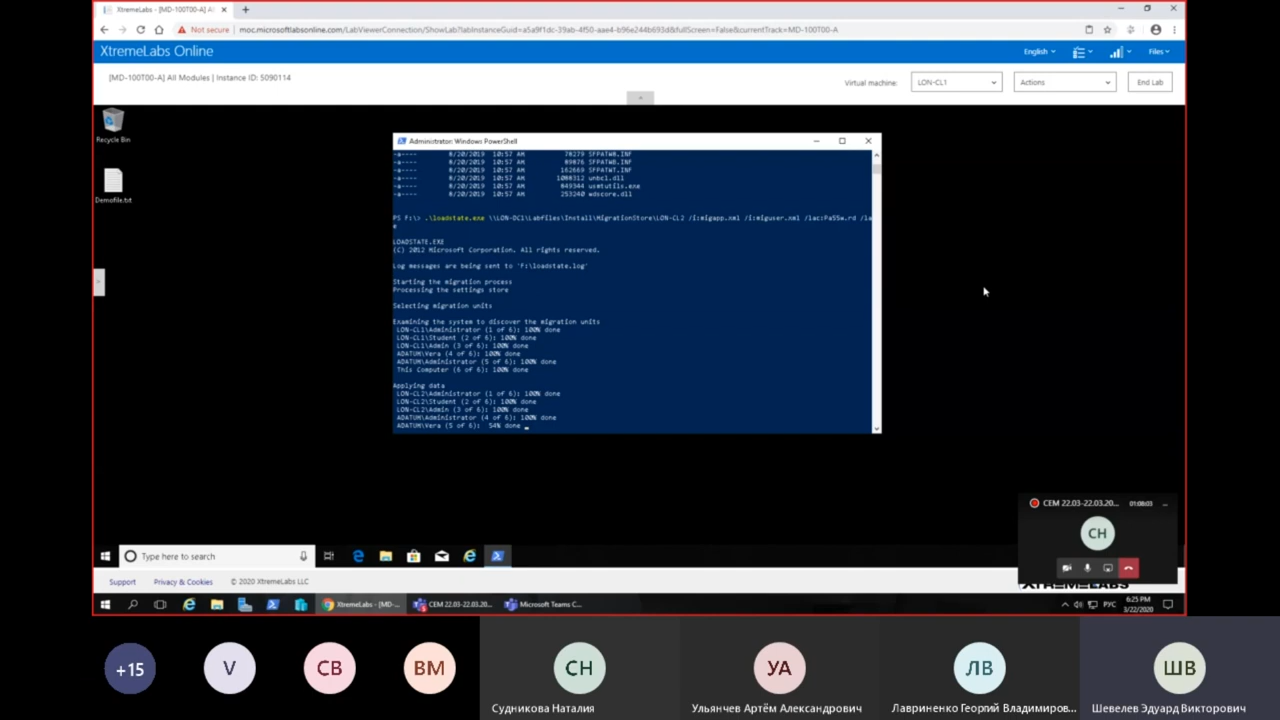 XtremeLabs - [MD-100T00-A] A
Not secure
moc.microsoftlabsonline.com/LabViewerConnection/ShowLab?labInstanceGuid=a5a9f1dc-39ab-4f50-aae4-b96e244b693d&fullScreen=False&currentTrack=MD-100T00-A
XtremeLabs Online
English
Files
[MD-100T00-A] All Modules | Instance ID: 5090114
Virtual machine:
LON-CL1
Actions
End Lab
Recycle Bin
Demofile.txt
Administrator: Windows PowerShell
-a---- 8/20/2019 10:57 AM 78279 SFPATWB.INF
-a---- 8/20/2019 10:57 AM
-a---- 8/20/2019 10:57 AM 162669 SFPATWT.INF
-a---- 8/20/2019 10:57 AM 1088312 unbcl.dll
-a---- 8/20/2019 10:57 AM 849344 usmtutils.exe
-a---- 8/20/2019 10:57 AM 253240 wdscore.dll
PS F:\> .\loadstate.exe \\LON-DC1\Labfiles\Install\MigrationStore\LON-CL2 /i:migapp.xml /i:miguser.xml /lac:Pa55w.rd /la
e
LOADSTATE.EXE
(C) 2012 Microsoft Corporation. All rights reserved.
Log messages are being sent to 'F:\loadstate.log'
Starting the migration process
Processing the settings store
Selecting migration units
Examining the system to discover the migration units
LON-CL1\Administrator (1 of 6): 100% done
LON-CL1\Student (2 of 6): 100% done
LON-CL1\Admin (3 of 6): 100% done
ADATUM\Vera (4 of 6): 100% done
ADATUM\Administrator (5 of 6): 100% done
This Computer (6 of 6): 100% done
Applying data
LON-CL2\Administrator (1 of 6): 100% done
LON-CL2\Student (2 of 6): 100% done
LON-CL2\Admin (3 of 6): 100% done
ADATUM\Administrator (4 of 6): 100% done
ADATUM\Vera (5 of 6): 54% done
СЕМ 22.03-22.03.20... 01:08:03
СН
Type here to search
Support
Privacy & Cookies
© 2020 XtremeLabs LLC
XTREMELABS
XtremeLabs - [MD-...
СЕМ 22.03-22.03.20...
Microsoft Teams C...
РУС
6:25 PM
3/22/2020
+15
V
СВ
ВМ
СН
УА
ЛВ
ШВ
Судникова Наталия
Ульянчев Артём Александрович
Лавриненко Георгий Владимиров...
Шевелев Эдуард Викторович